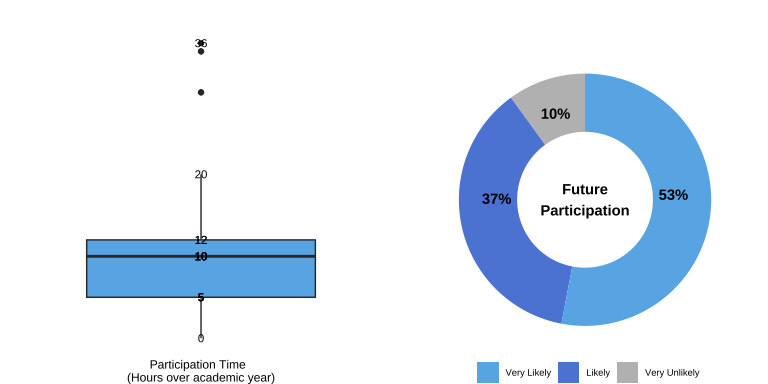 36
20
12
10
5
0
Participation Time
(Hours over academic year)
10%
37%
53%
Future
Participation
Very Likely
Likely
Very Unlikely